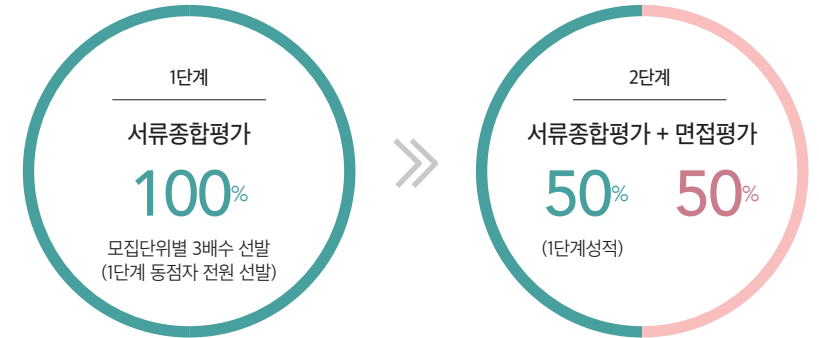 1단계
서류종합평가
100%
모집단위별 3배수 선발
(1단계 동점자 전원 선발)
2단계
서류종합평가 + 면접평가
50% 50%
(1단계성적)